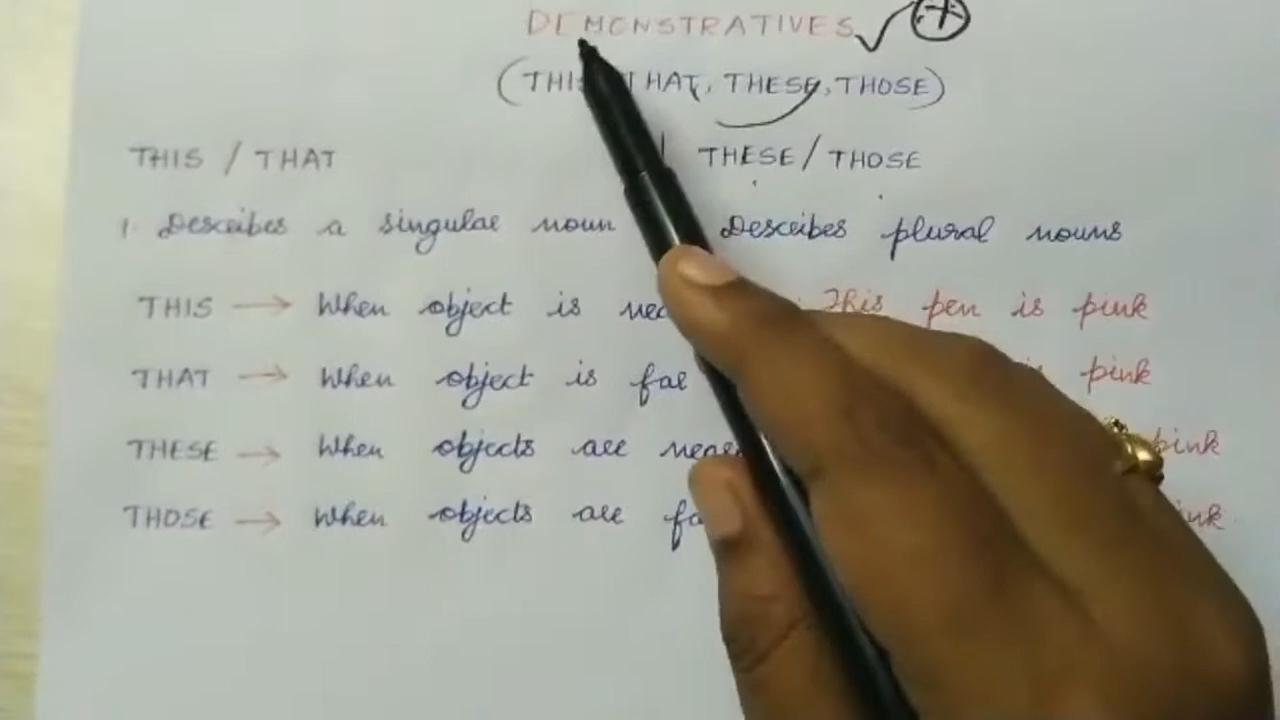 DEMONSTRATIVES
(THIS, THAT, THESE, THOSE)
THIS / THAT THESE / THOSE
1. Describes a singular noun Describes plural nouns
THIS → When object is This pen is pink
THAT → When object is far pink
THESE → When objects are pink
THOSE → When objects are